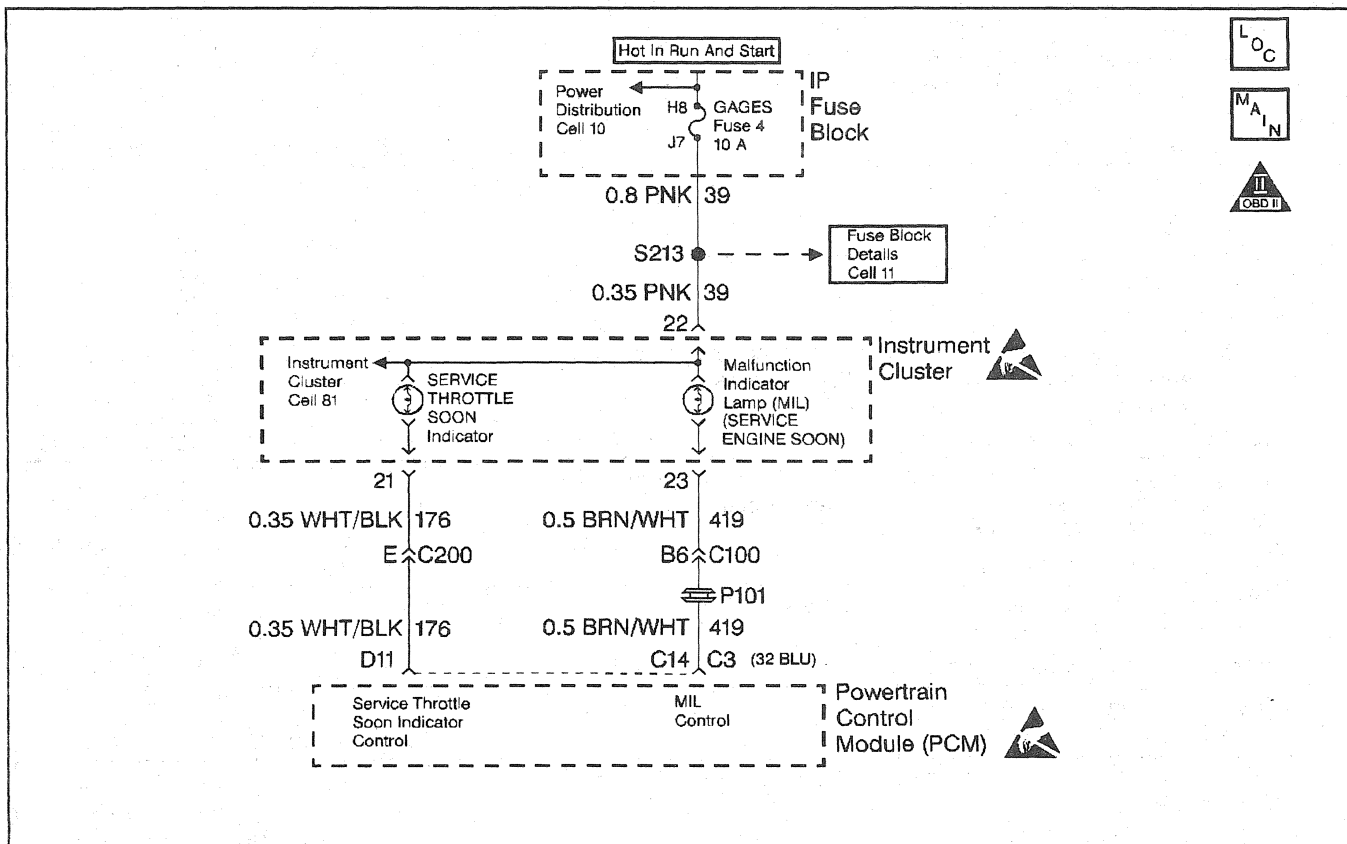 Hot In Run And Start
L O C
M A I N
II
OBD II
IP
Fuse
Block
Power
Distribution
Cell 10
H8
J7
GAGES
Fuse 4
10 A
0.8 PNK 39
S213
Fuse Block
Details
Cell 11
0.35 PNK 39
22
Instrument
Cluster
Instrument
Cluster
Cell 81
SERVICE
THROTTLE
SOON
Indicator
Malfunction
Indicator
Lamp (MIL)
(SERVICE
ENGINE SOON)
21
23
0.35 WHT/BLK 176
0.5 BRN/WHT 419
E C200
B6 C100
P101
0.35 WHT/BLK 176
0.5 BRN/WHT 419
D11
C14 C3 (32 BLU)
Service Throttle
Soon Indicator
Control
MIL
Control
Powertrain
Control
Module (PCM)